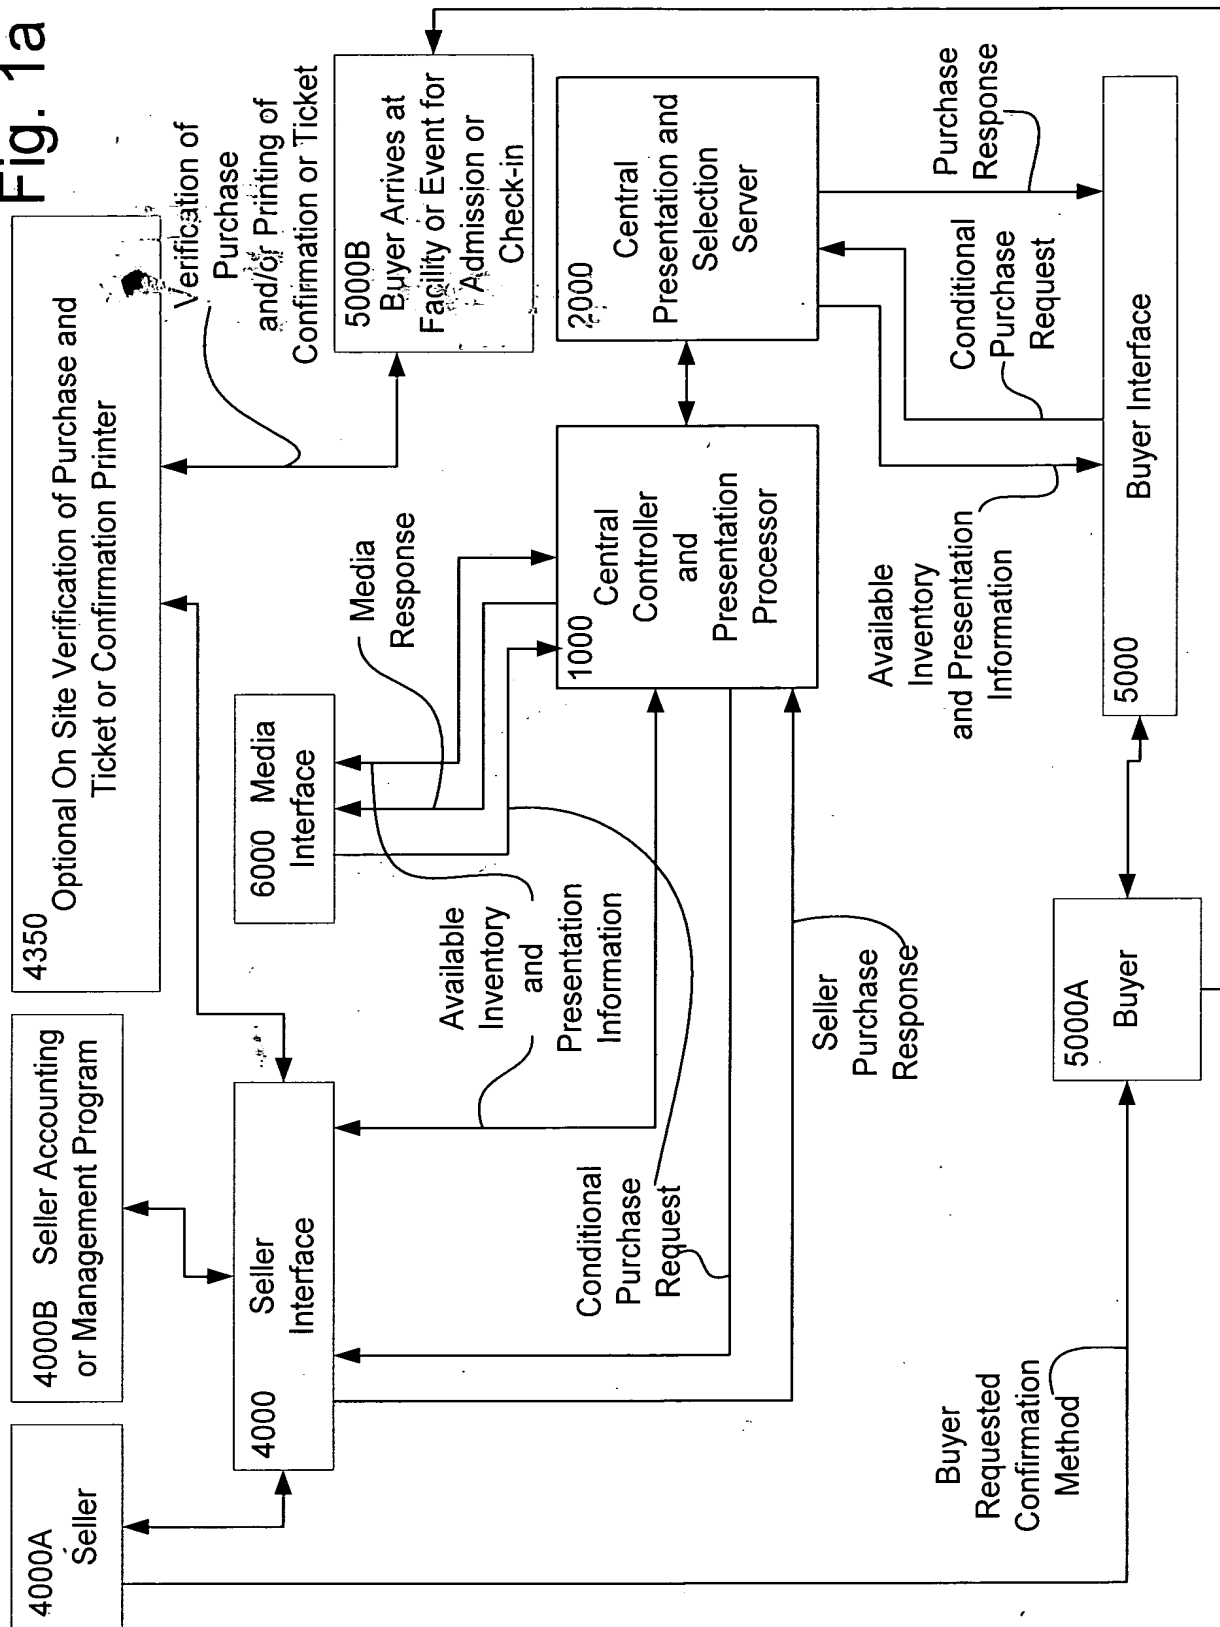 Fig. 1a
4000A
Seller
4000B Seller Accounting
or Management Program
4350
Optional On Site Verification of Purchase and
Ticket or Confirmation Printer
Verification of
Purchase
and/or Printing of
Confirmation or Ticket
4000
Seller
Interface
6000 Media
Interface
5000B
Buyer Arrives at
Facility or Event for
Admission or
Check-in
Media
Response
Available
Inventory
and
Presentation
Information
Conditional
Purchase
Request
1000
Central
Controller
and
Presentation
Processor
2000
Central
Presentation and
Selection
Server
Seller
Purchase
Response
Available
Inventory
and Presentation
Information
Conditional
Purchase
Request
Purchase
Response
Buyer
Requested
Confirmation
Method
5000A
Buyer
5000
Buyer Interface